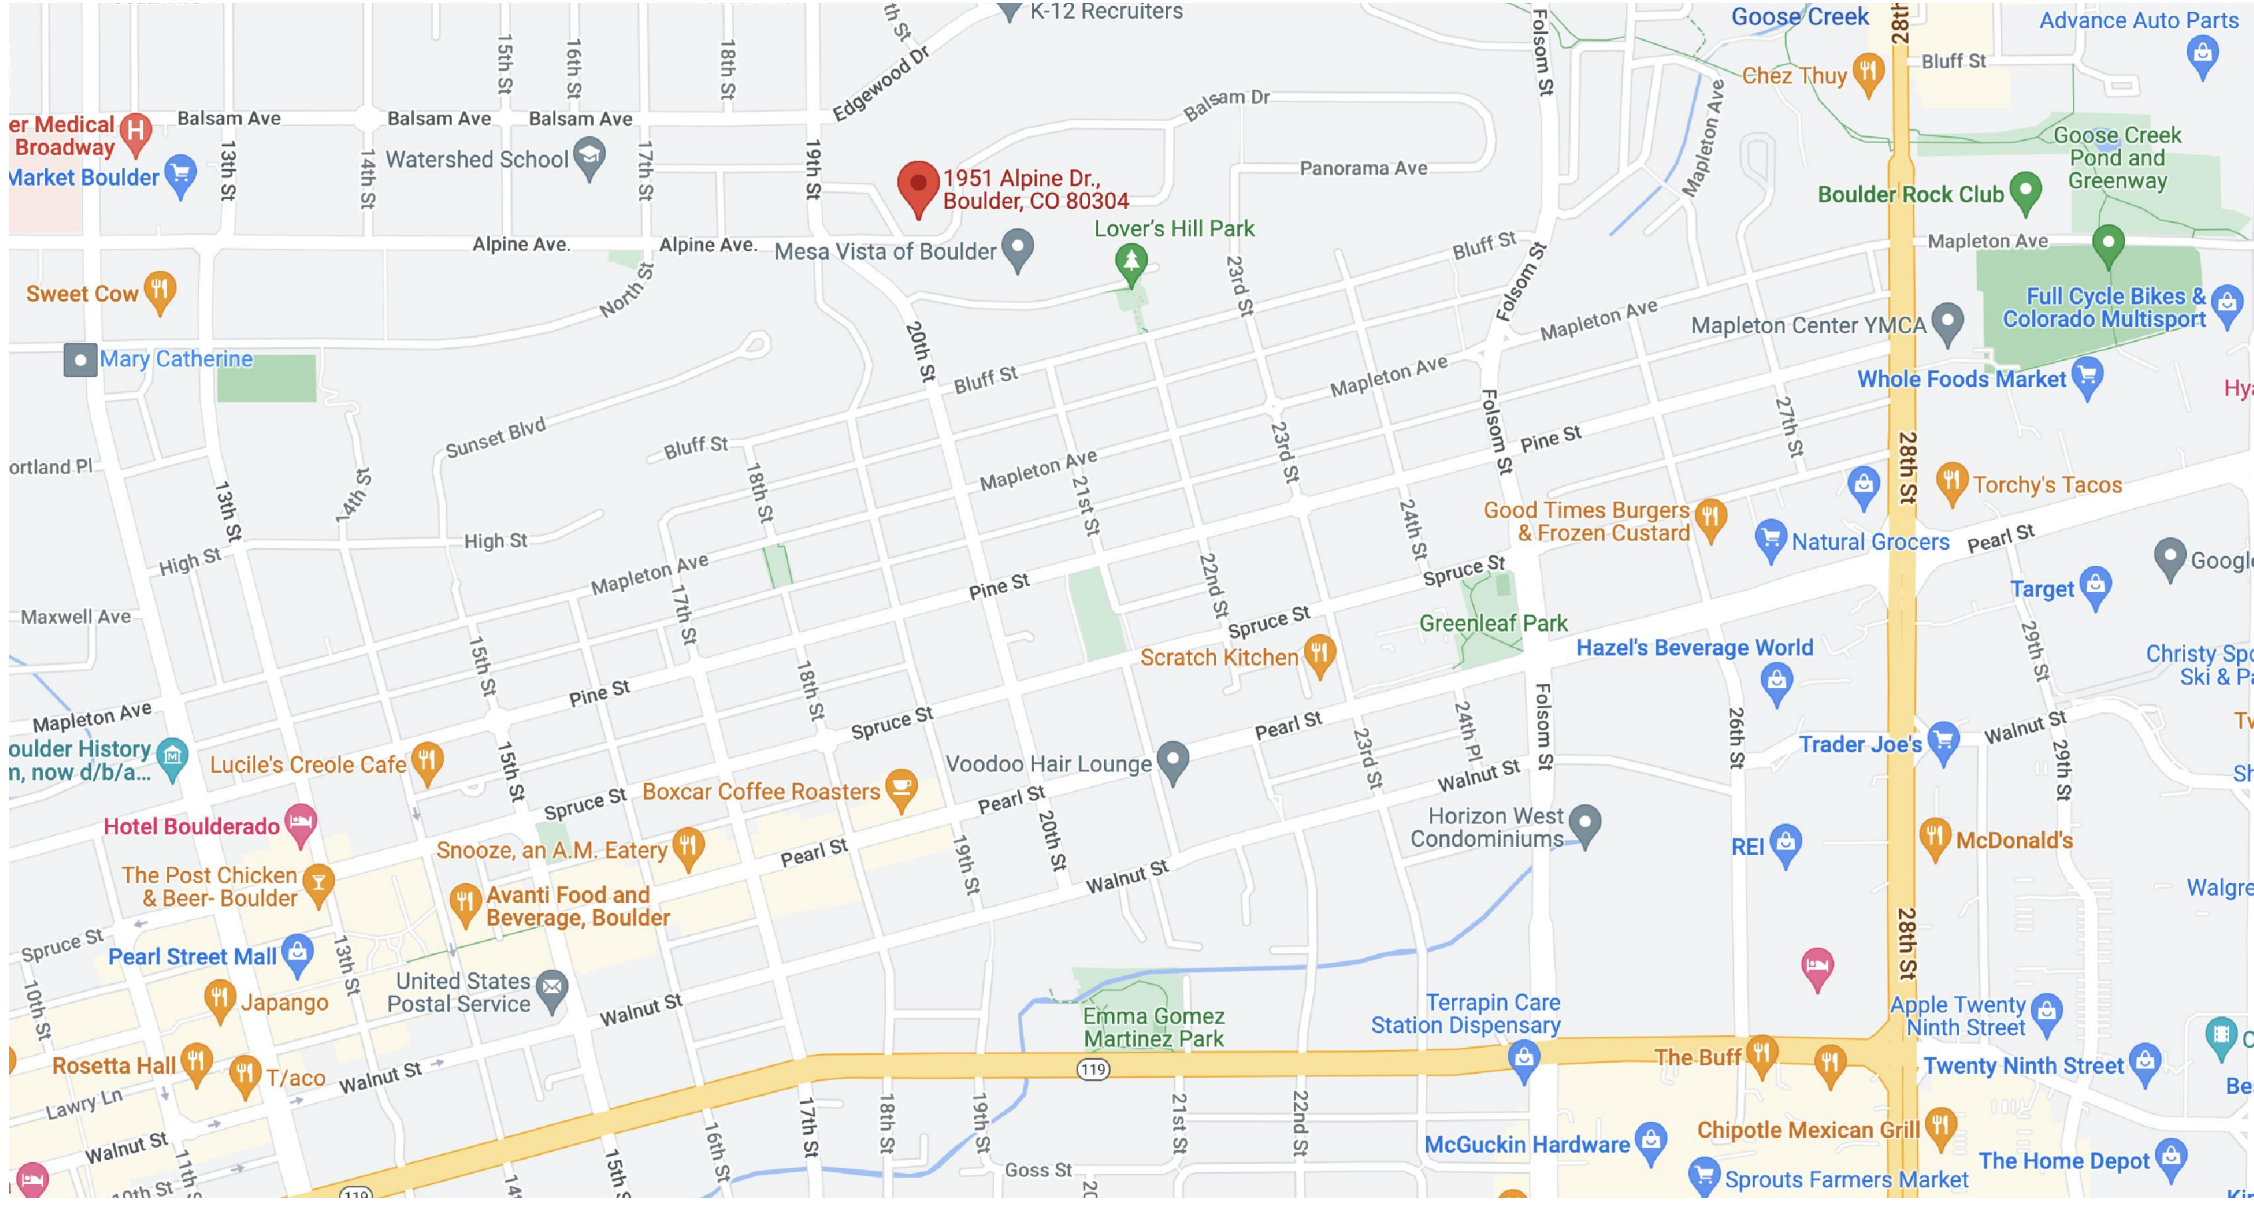 K-12 Recruiters
Goose Creek
Advance Auto Parts
15th St
16th St
18th St
th St
Edgewood Dr
Folsom St
28th
Bluff St
Chez Thuy
Balsam Dr
Balsam Ave
Balsam Ave
Balsam Ave
er Medical
Broadway
Market Boulder
13th St
14th St
Watershed School
17th St
19th St
1951 Alpine Dr.,
Boulder, CO 80304
Panorama Ave
Mapleton Ave
Goose Creek
Pond and
Greenway
Boulder Rock Club
Alpine Ave.
Alpine Ave.
Mesa Vista of Boulder
Lover's Hill Park
Bluff St
Folsom St
Mapleton Ave
Sweet Cow
North St
23rd St
Mapleton Ave
Mapleton Center YMCA
Full Cycle Bikes &
Colorado Multisport
Mary Catherine
20th St
Bluff St
Mapleton Ave
Whole Foods Market
Hya
Sunset Blvd
Bluff St
Folsom St
Pine St
27th St
28th St
ortland Pl
14th St
13th St
18th St
Mapleton Ave
21st St
23rd St
24th St
Good Times Burgers
& Frozen Custard
Torchy's Tacos
Natural Grocers
Pearl St
High St
High St
Mapleton Ave
17th St
Pine St
22nd St
Spruce St
Google
Target
Maxwell Ave
Spruce St
Greenleaf Park
Hazel's Beverage World
29th St
Christy Spo
Ski & Pa
15th St
Pine St
18th St
Scratch Kitchen
Mapleton Ave
Spruce St
Pearl St
24th Pl
Folsom St
26th St
Walnut St
Tw
oulder History
m, now d/b/a...
Lucile's Creole Cafe
15th St
Voodoo Hair Lounge
23rd St
Walnut St
Trader Joe's
29th St
Sh
Spruce St
Boxcar Coffee Roasters
Pearl St
20th St
Hotel Boulderado
Horizon West
Condominiums
REI
McDonald's
Snooze, an A.M. Eatery
Pearl St
19th St
Walnut St
The Post Chicken
& Beer- Boulder
Avanti Food and
Beverage, Boulder
Walgre
28th St
Spruce St
Pearl Street Mall
13th St
United States
Postal Service
10th St
Japango
Walnut St
Emma Gomez
Martinez Park
Terrapin Care
Station Dispensary
Apple Twenty
Ninth Street
Rosetta Hall
T/aco
Walnut St
119
The Buff
Twenty Ninth Street
C
Be
Lawry Ln
17th St
18th St
19th St
21st St
22nd St
McGuckin Hardware
Chipotle Mexican Grill
Walnut St
11th S
10th St
15th S
16th St
Goss St
The Home Depot
Sprouts Farmers Market
119
14t
20
Kir